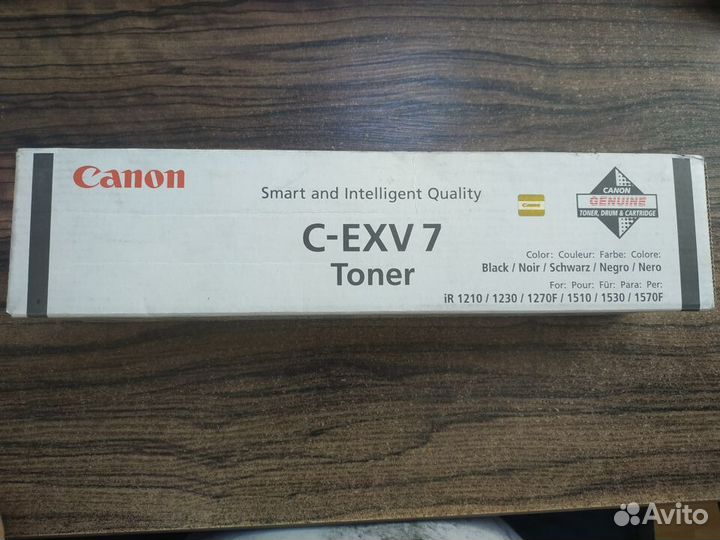 Canon
Smart and Intelligent Quality
C-EXV 7
Toner
Canon
CANON
GENUINE
TONER, DRUM & CARTRIDGE
Color: Couleur: Farbe: Colore:
Black / Noir / Schwarz / Negro / Nero
For: Pour: Für: Para: Per:
iR 1210 / 1230 / 1270F / 1510 / 1530 / 1570F
Avito